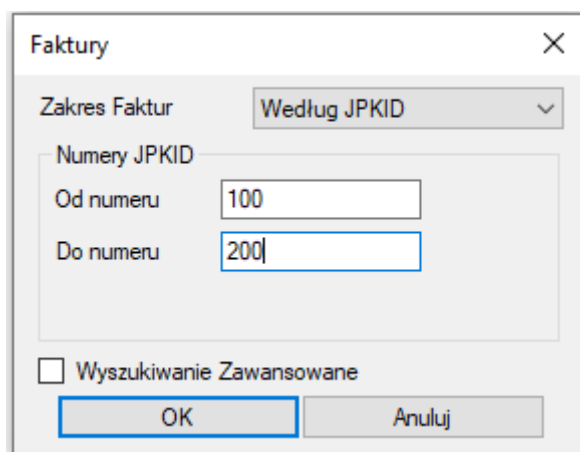 Faktury
Zakres Faktur Według JPKID
Numery JPKID
Od numeru 100
Do numeru 200
Wyszukiwanie Zawansowane
OK Anuluj